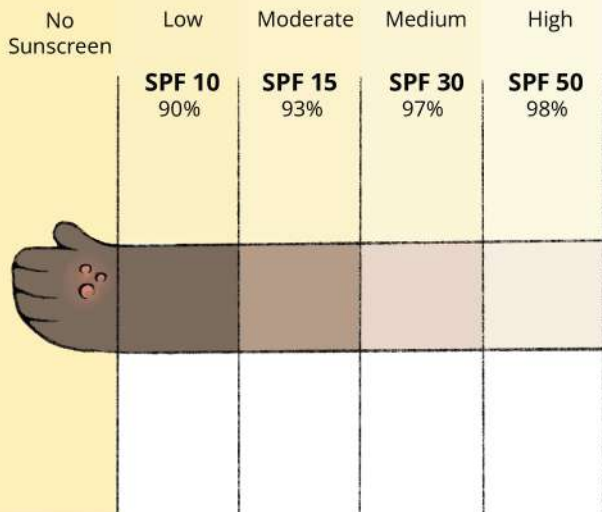 No
Sunscreen
Low
Moderate
Medium
High
SPF 10
90%
SPF 15
93%
SPF 30
97%
SPF 50
98%